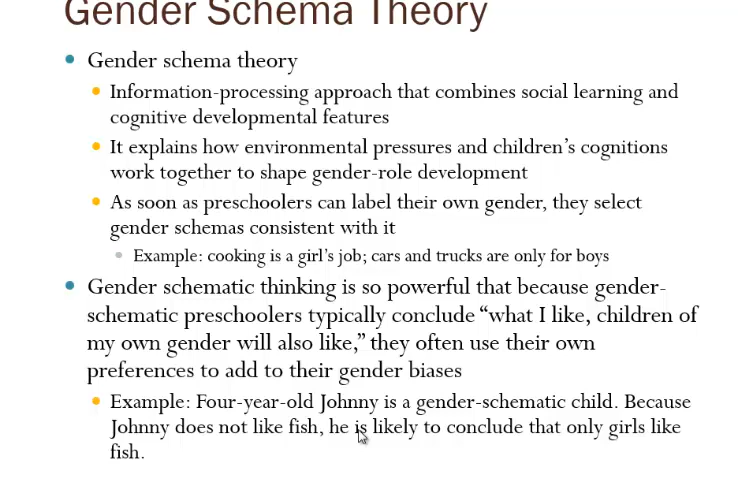 Gender Schema Theory
Gender schema theory
Information-processing approach that combines social learning and
cognitive developmental features
It explains how environmental pressures and children's cognitions
work together to shape gender-role development
As soon as preschoolers can label their own gender, they select
gender schemas consistent with it
Example: cooking is a girl's job; cars and trucks are only for boys
Gender schematic thinking is so powerful that because gender-
schematic preschoolers typically conclude “what I like, children of
my own gender will also like,” they often use their own
preferences to add to their gender biases
Example: Four-year-old Johnny is a gender-schematic child. Because
Johnny does not like fish, he is likely to conclude that only girls like
fish.